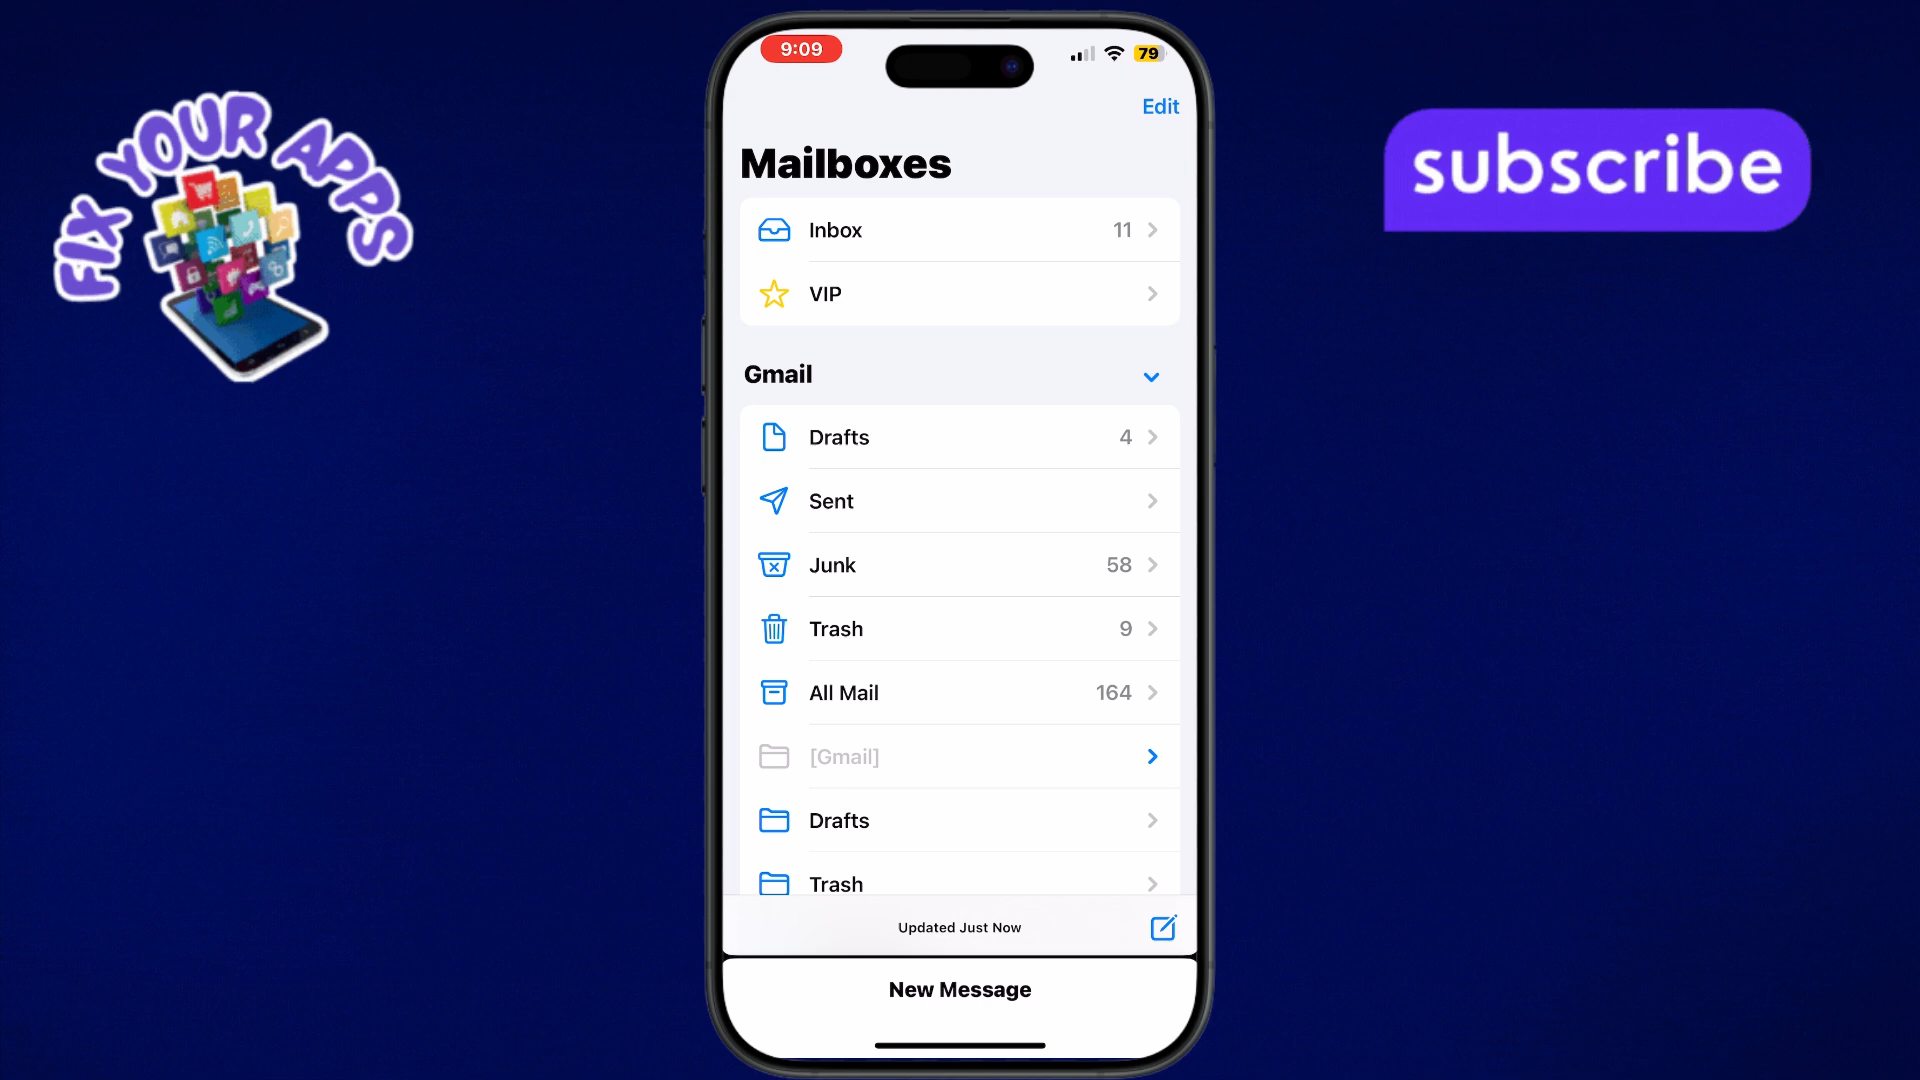 FIX YOUR APPS
subscribe
9:09
79
Edit
Mailboxes
Inbox 11
VIP
Gmail
Drafts 4
Sent
Junk 58
Trash 9
All Mail 164
[Gmail]
Drafts
Trash
Updated Just Now
New Message